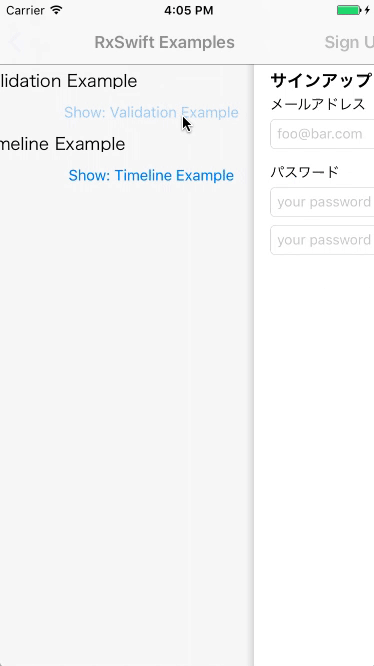 Carrier 4:05 PM
RxSwift Examples Sign U
lidation Example
Show: Validation Example
meline Example
Show: Timeline Example
サインアップ
メールアドレス
foo@bar.com
パスワード
your password
your password